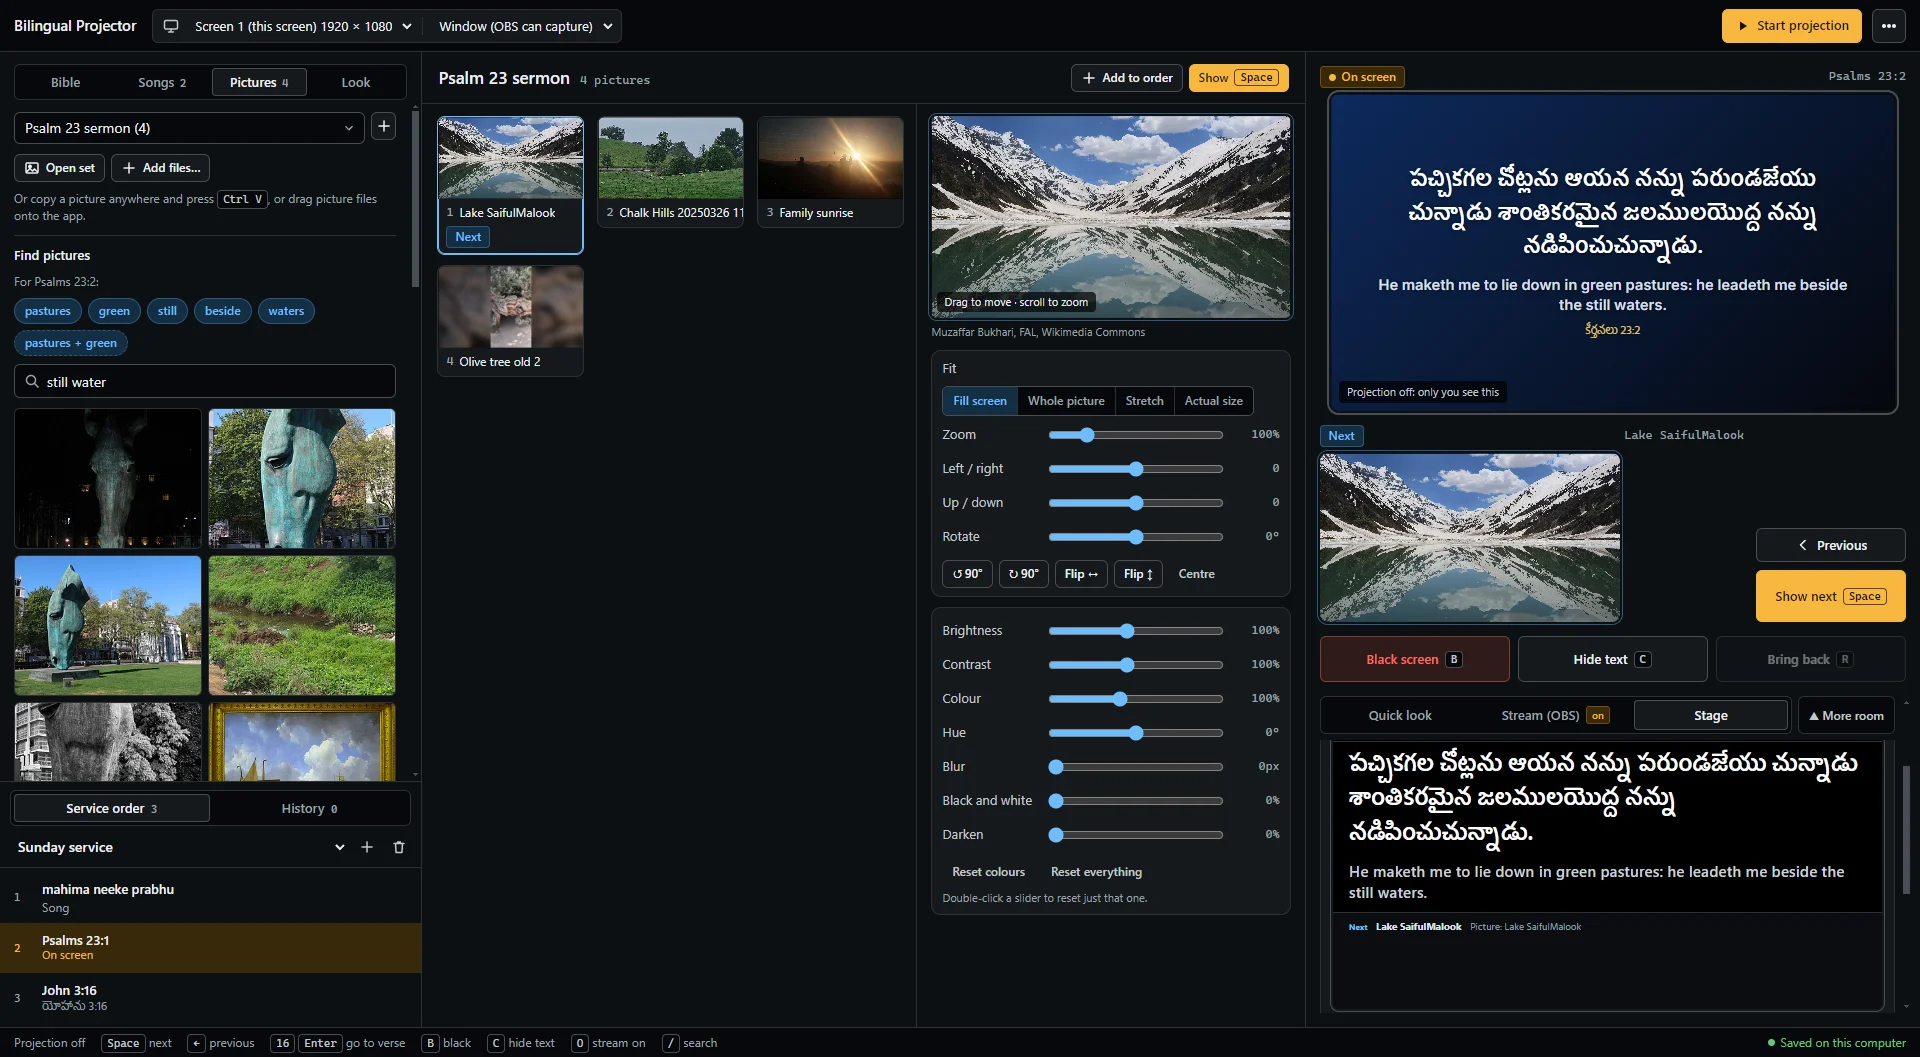 Bilingual Projector
Screen 1 (this screen) 1920 × 1080
Window (OBS can capture)
Start projection
Bible
Songs 2
Pictures 4
Look
Psalm 23 sermon (4)
Open set
Add files...
Or copy a picture anywhere and press Ctrl V, or drag picture files
onto the app.
Find pictures
For Psalms 23:2:
pastures
green
still
beside
waters
pastures + green
still water
Service order 3
History 0
Sunday service
1
mahima neeke prabhu
Song
2
Psalms 23:1
On screen
3
John 3:16
యోహాను 3:16
Psalm 23 sermon 4 pictures
Add to order
Show Space
1 Lake SaifulMalook
Next
2 Chalk Hills 20250326 11
3 Family sunrise
4 Olive tree old 2
Drag to move · scroll to zoom
Muzaffar Bukhari, FAL, Wikimedia Commons
Fit
Fill screen
Whole picture
Stretch
Actual size
Zoom 100%
Left / right 0
Up / down 0
Rotate 0°
↺ 90°
↻ 90°
Flip ↔
Flip ↕
Centre
Brightness 100%
Contrast 100%
Colour 100%
Hue 0°
Blur 0px
Black and white 0%
Darken 0%
Reset colours
Reset everything
Double-click a slider to reset just that one.
On screen
Psalms 23:2
పచ్చికగల చోట్లను ఆయన నన్ను పరుండజేయు
చున్నాడు శాంతికరమైన జలములయొద్ద నన్ను
నడిపించుచున్నాడు.
He maketh me to lie down in green pastures: he leadeth me beside
the still waters.
కీర్తనలు 23:2
Projection off: only you see this
Next
Lake SaifulMalook
Previous
Show next Space
Black screen B
Hide text C
Bring back R
Quick look
Stream (OBS) on
Stage
▲ More room
పచ్చికగల చోట్లను ఆయన నన్ను పరుండజేయు చున్నాడు
శాంతికరమైన జలములయొద్ద నన్ను
నడిపించుచున్నాడు.
He maketh me to lie down in green pastures: he leadeth me beside the
still waters.
Next Lake SaifulMalook Picture: Lake SaifulMalook
Projection off
Space next
← previous
16 Enter go to verse
B black
C hide text
O stream on
/ search
Saved on this computer